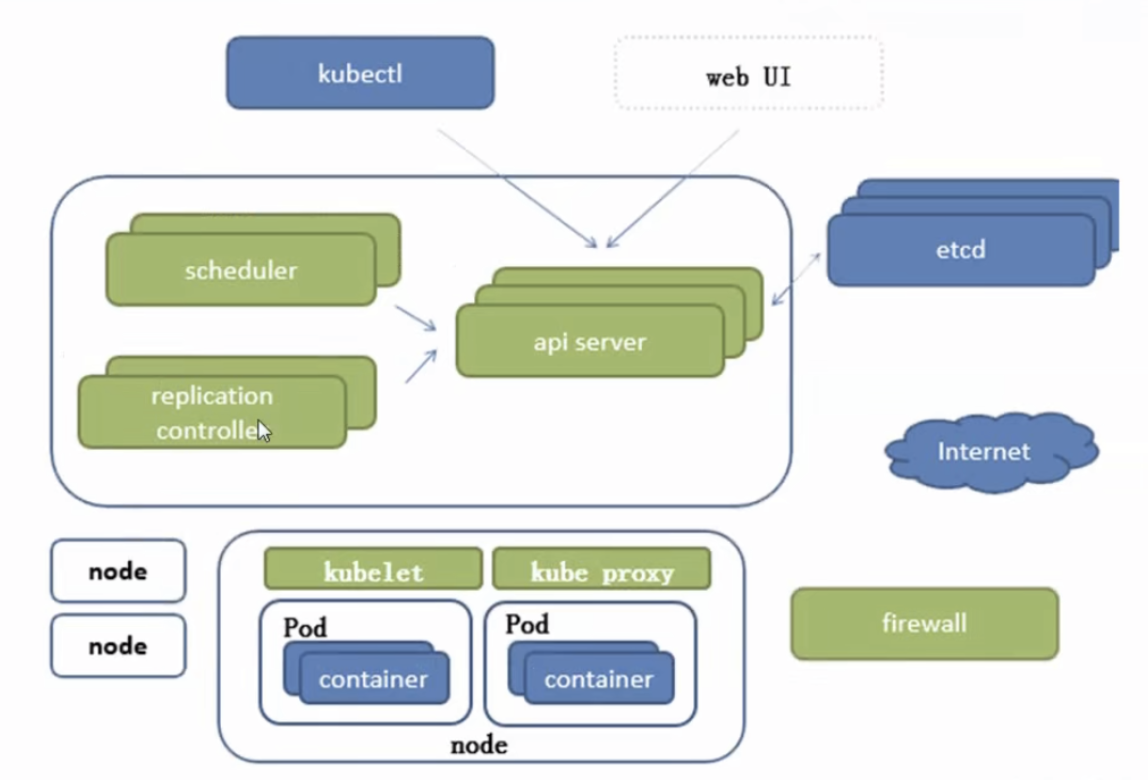 kubectl
web UI
scheduler
api server
etcd
replication
controller
Internet
node
node
kubelet
kube proxy
firewall
Pod
container
Pod
container
node